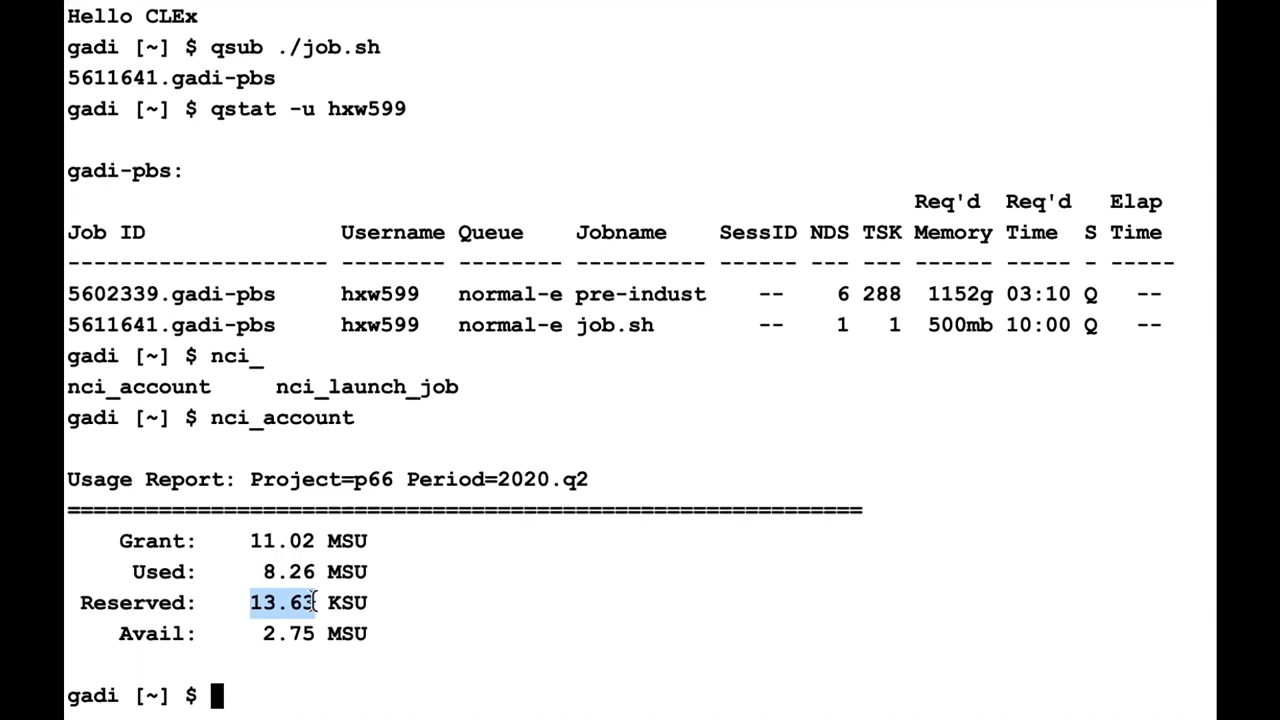 Hello CLEx
gadi [~] $ qsub ./job.sh
5611641.gadi-pbs
gadi [~] $ qstat -u hxw599
gadi-pbs:
Req'd Req'd Elap
Job ID Username Queue Jobname SessID NDS TSK Memory Time S Time
-------------------- -------- -------- ---------- ------ --- --- ------ ----- - -----
5602339.gadi-pbs hxw599 normal-e pre-indust -- 6 288 1152g 03:10 Q --
5611641.gadi-pbs hxw599 normal-e job.sh -- 1 1 500mb 10:00 Q --
gadi [~] $ nci_
nci_account nci_launch_job
gadi [~] $ nci_account
Usage Report: Project=p66 Period=2020.q2
=============================================================
Grant: 11.02 MSU
Used: 8.26 MSU
Reserved: 13.63 KSU
Avail: 2.75 MSU
gadi [~] $